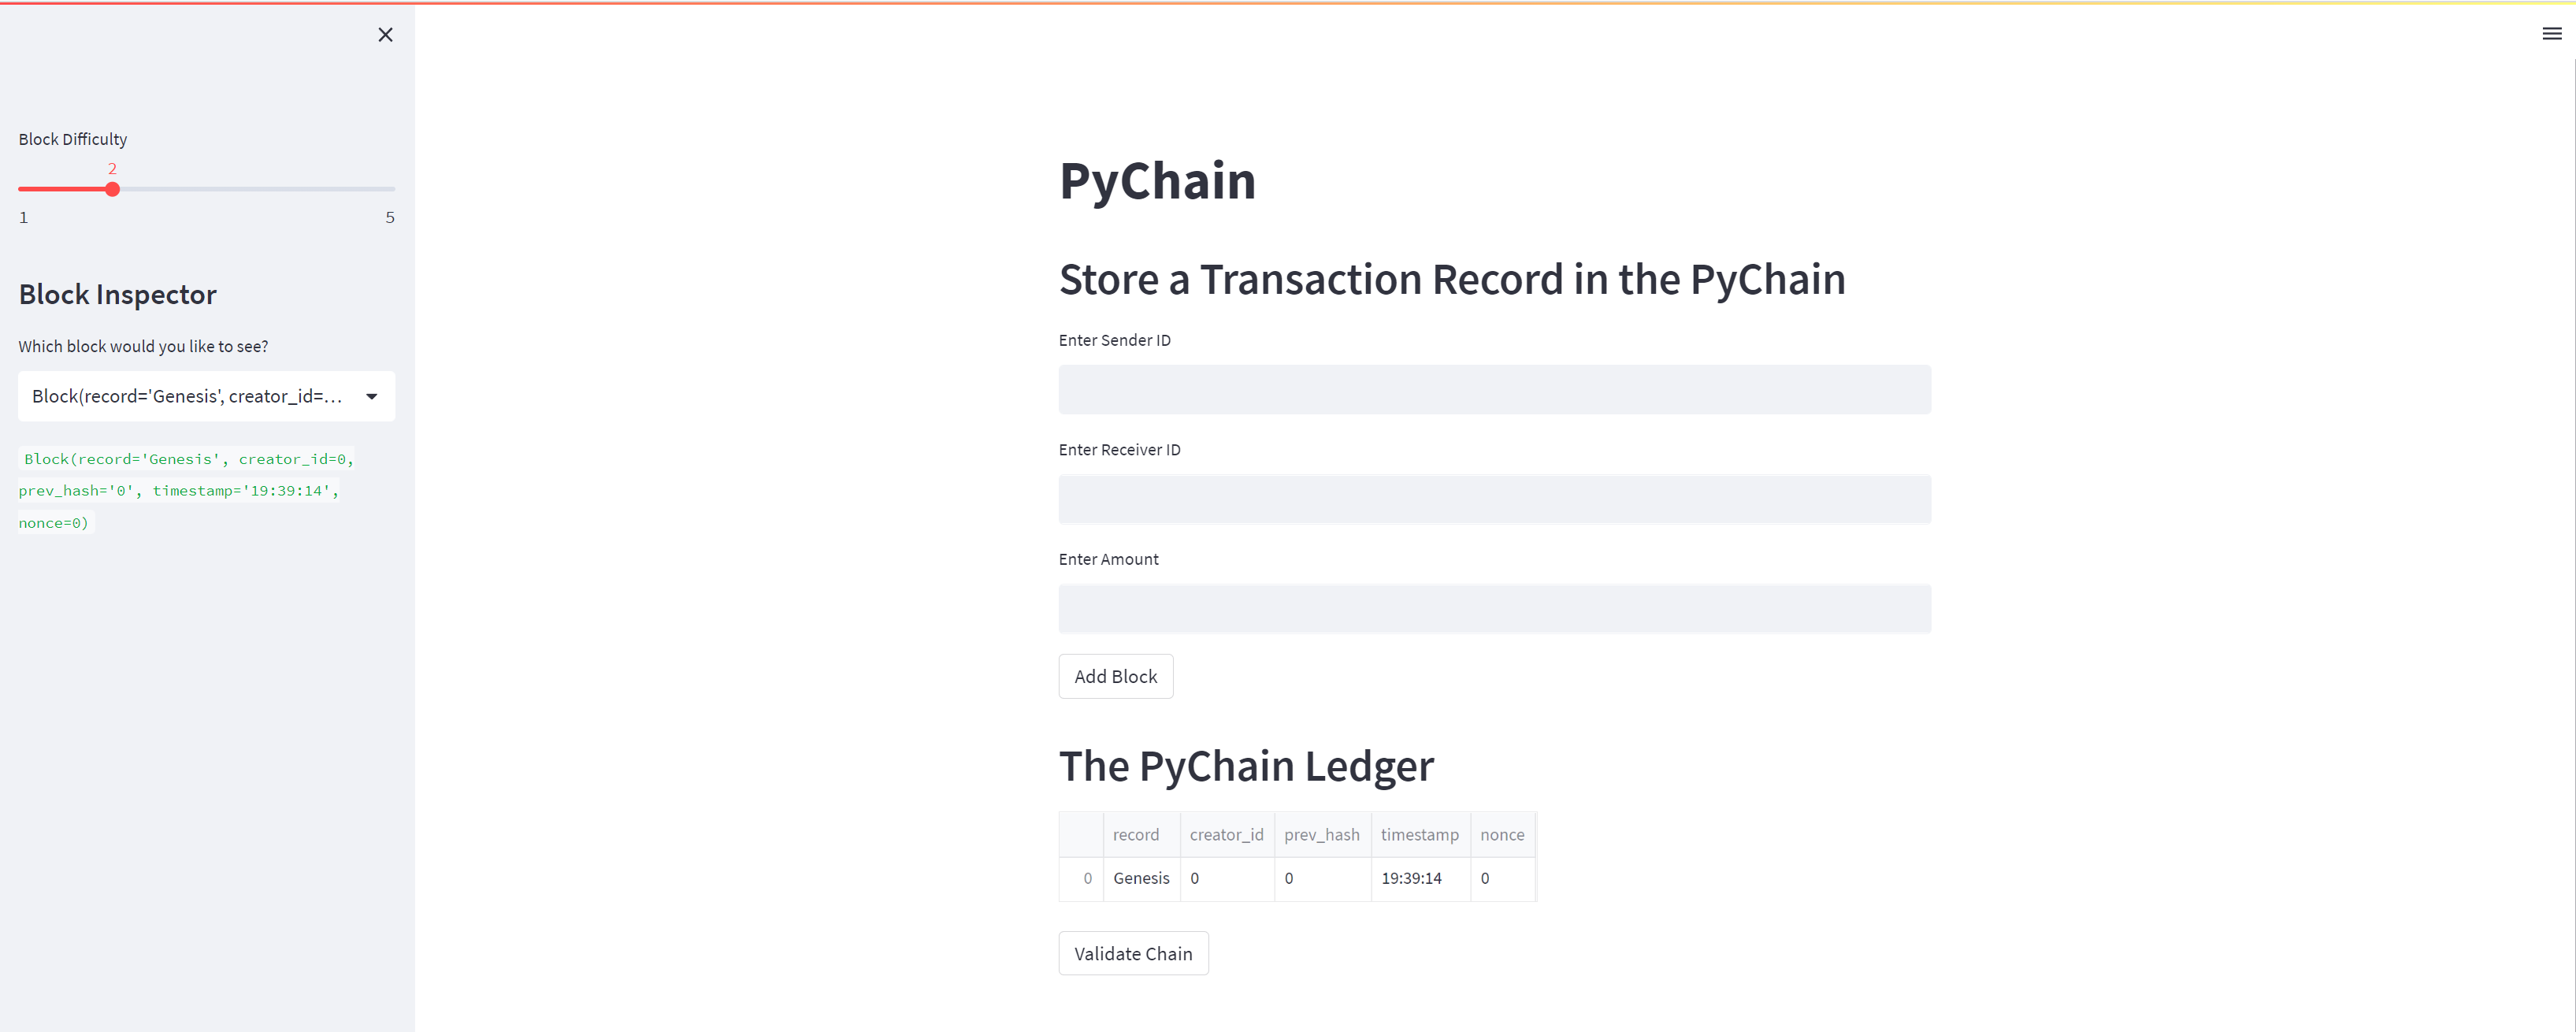 Block Difficulty
2
1 5
Block Inspector
Which block would you like to see?
Block(record='Genesis', creator_id=...
Block(record='Genesis', creator_id=0,
prev_hash='0', timestamp='19:39:14',
nonce=0)
PyChain
Store a Transaction Record in the PyChain
Enter Sender ID
Enter Receiver ID
Enter Amount
Add Block
The PyChain Ledger
record creator_id prev_hash timestamp nonce
0 Genesis 0 0 19:39:14 0
Validate Chain